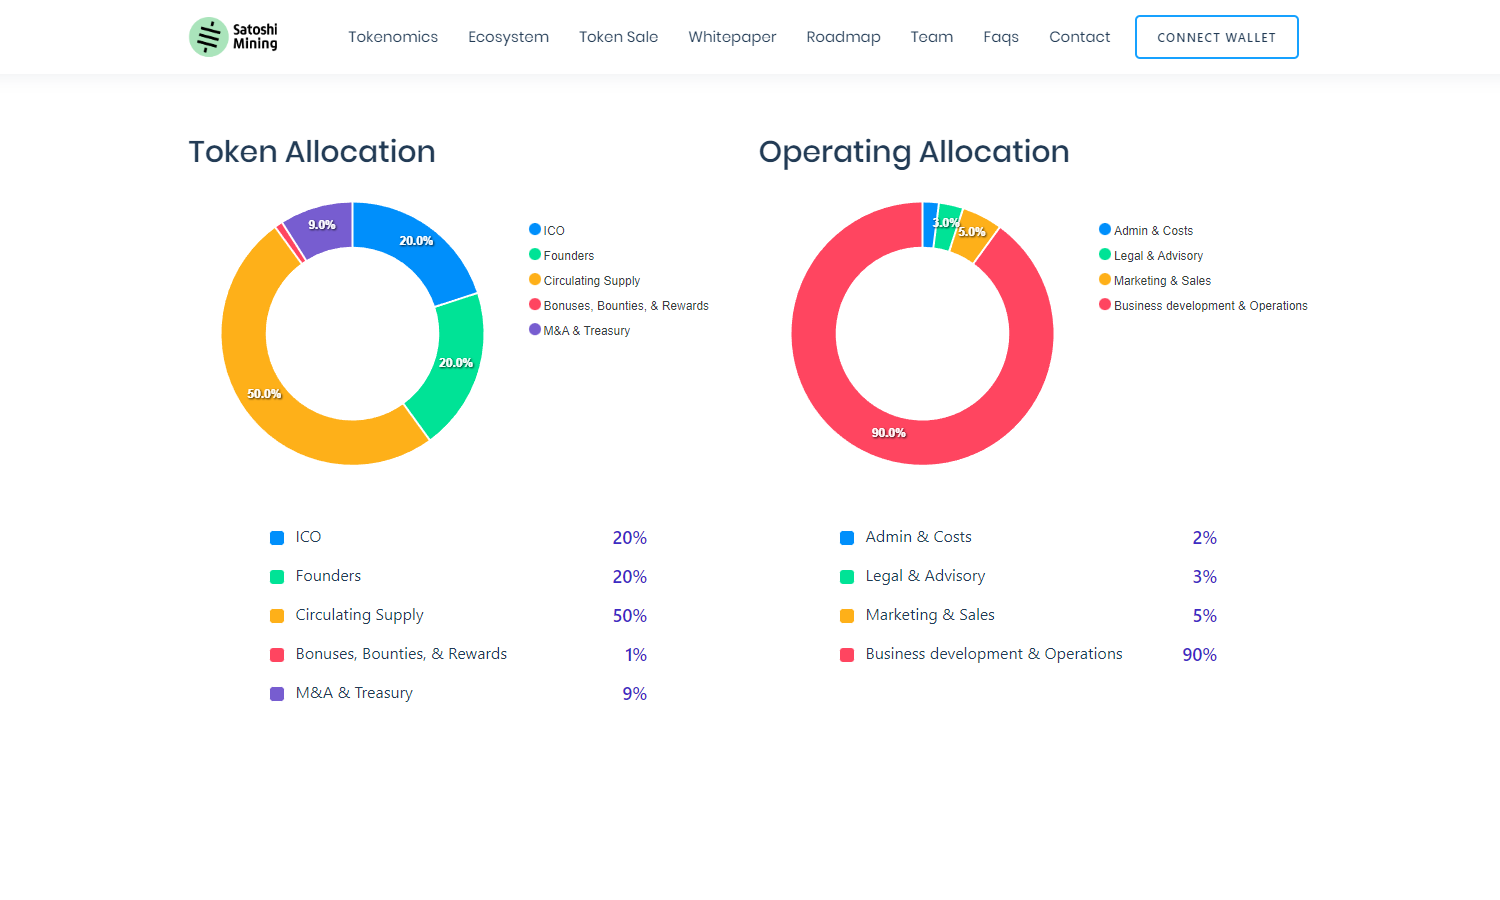 Satoshi
Mining
Tokenomics
Ecosystem
Token Sale
Whitepaper
Roadmap
Team
Faqs
Contact
CONNECT WALLET
Token Allocation
9.0%
20.0%
20.0%
50.0%
ICO
Founders
Circulating Supply
Bonuses, Bounties, & Rewards
M&A & Treasury
ICO 20%
Founders 20%
Circulating Supply 50%
Bonuses, Bounties, & Rewards 1%
M&A & Treasury 9%
Operating Allocation
3.0%
5.0%
90.0%
Admin & Costs
Legal & Advisory
Marketing & Sales
Business development & Operations
Admin & Costs 2%
Legal & Advisory 3%
Marketing & Sales 5%
Business development & Operations 90%